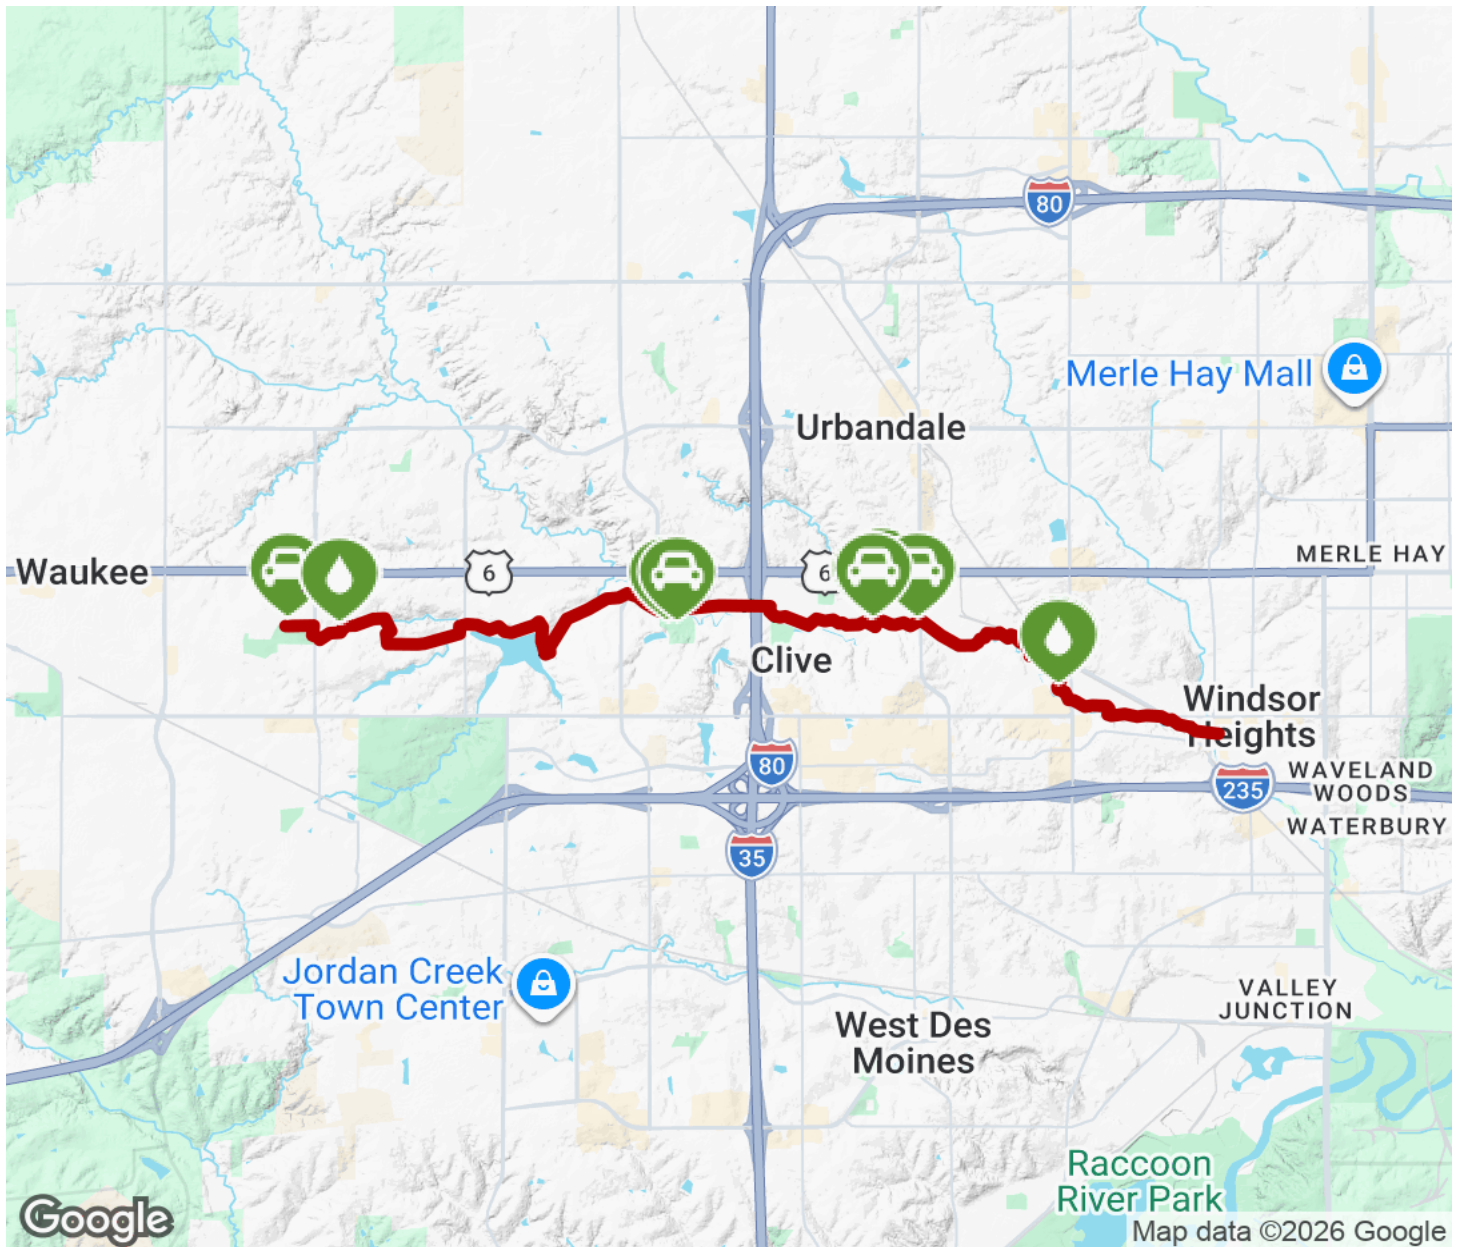 80
Merle Hay Mall
Urbandale
MERLE HAY
Waukee
6
6
Clive
Windsor
Heights
80
WAVELAND
WOODS
235
WATERBURY
35
Jordan Creek
Town Center
VALLEY
JUNCTION
West Des
Moines
Raccoon
River Park
Google
Map data ©2026 Google